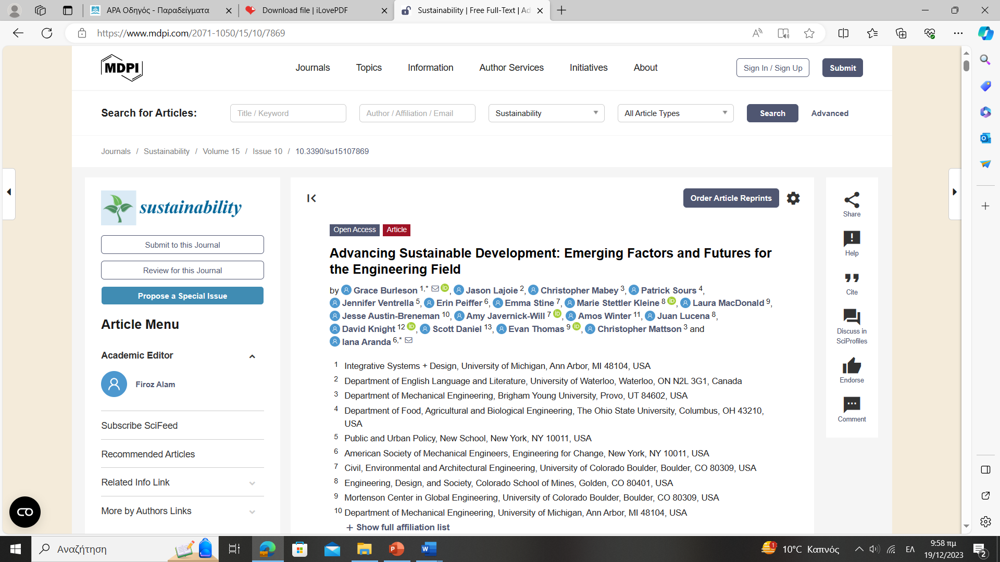 APA Οδηγός - Παραδείγματα
Download file | iLovePDF
Sustainability | Free Full-Text | Ad
https://www.mdpi.com/2071-1050/15/10/7869
MDPI
Journals Topics Information Author Services Initiatives About
Sign In / Sign Up Submit
Search for Articles:
Title / Keyword
Author / Affiliation / Email
Sustainability
All Article Types
Search
Advanced
Journals / Sustainability / Volume 15 / Issue 10 / 10.3390/su15107869
sustainability
Submit to this Journal
Review for this Journal
Propose a Special Issue
Article Menu
Academic Editor
Firoz Alam
Subscribe SciFeed
Recommended Articles
Related Info Link
More by Authors Links
Order Article Reprints
Open Access Article
Advancing Sustainable Development: Emerging Factors and Futures for
the Engineering Field
by Grace Burleson 1,* iD, Jason Lajoie 2, Christopher Mabey 3, Patrick Sours 4,
Jennifer Ventrella 5, Erin Peiffer 6, Emma Stine 7, Marie Stettler Kleine 8 iD, Laura MacDonald 9,
Jesse Austin-Breneman 10, Amy Javernick-Will 7 iD, Amos Winter 11, Juan Lucena 8,
David Knight 12 iD, Scott Daniel 13, Evan Thomas 9 iD, Christopher Mattson 3 and
Iana Aranda 6,*
1 Integrative Systems + Design, University of Michigan, Ann Arbor, MI 48104, USA
2 Department of English Language and Literature, University of Waterloo, Waterloo, ON N2L 3G1, Canada
3 Department of Mechanical Engineering, Brigham Young University, Provo, UT 84602, USA
4 Department of Food, Agricultural and Biological Engineering, The Ohio State University, Columbus, OH 43210,
USA
5 Public and Urban Policy, New School, New York, NY 10011, USA
6 American Society of Mechanical Engineers, Engineering for Change, New York, NY 10011, USA
7 Civil, Environmental and Architectural Engineering, University of Colorado Boulder, Boulder, CO 80309, USA
8 Engineering, Design, and Society, Colorado School of Mines, Golden, CO 80401, USA
9 Mortenson Center in Global Engineering, University of Colorado Boulder, Boulder, CO 80309, USA
10 Department of Mechanical Engineering, University of Michigan, Ann Arbor, MI 48104, USA
+ Show full affiliation list
Share
Help
Cite
Discuss in
SciProfiles
Endorse
Comment
Αναζήτηση
1
10°C Καπνός
ΕΛ
9:58 πμ
19/12/2023
2